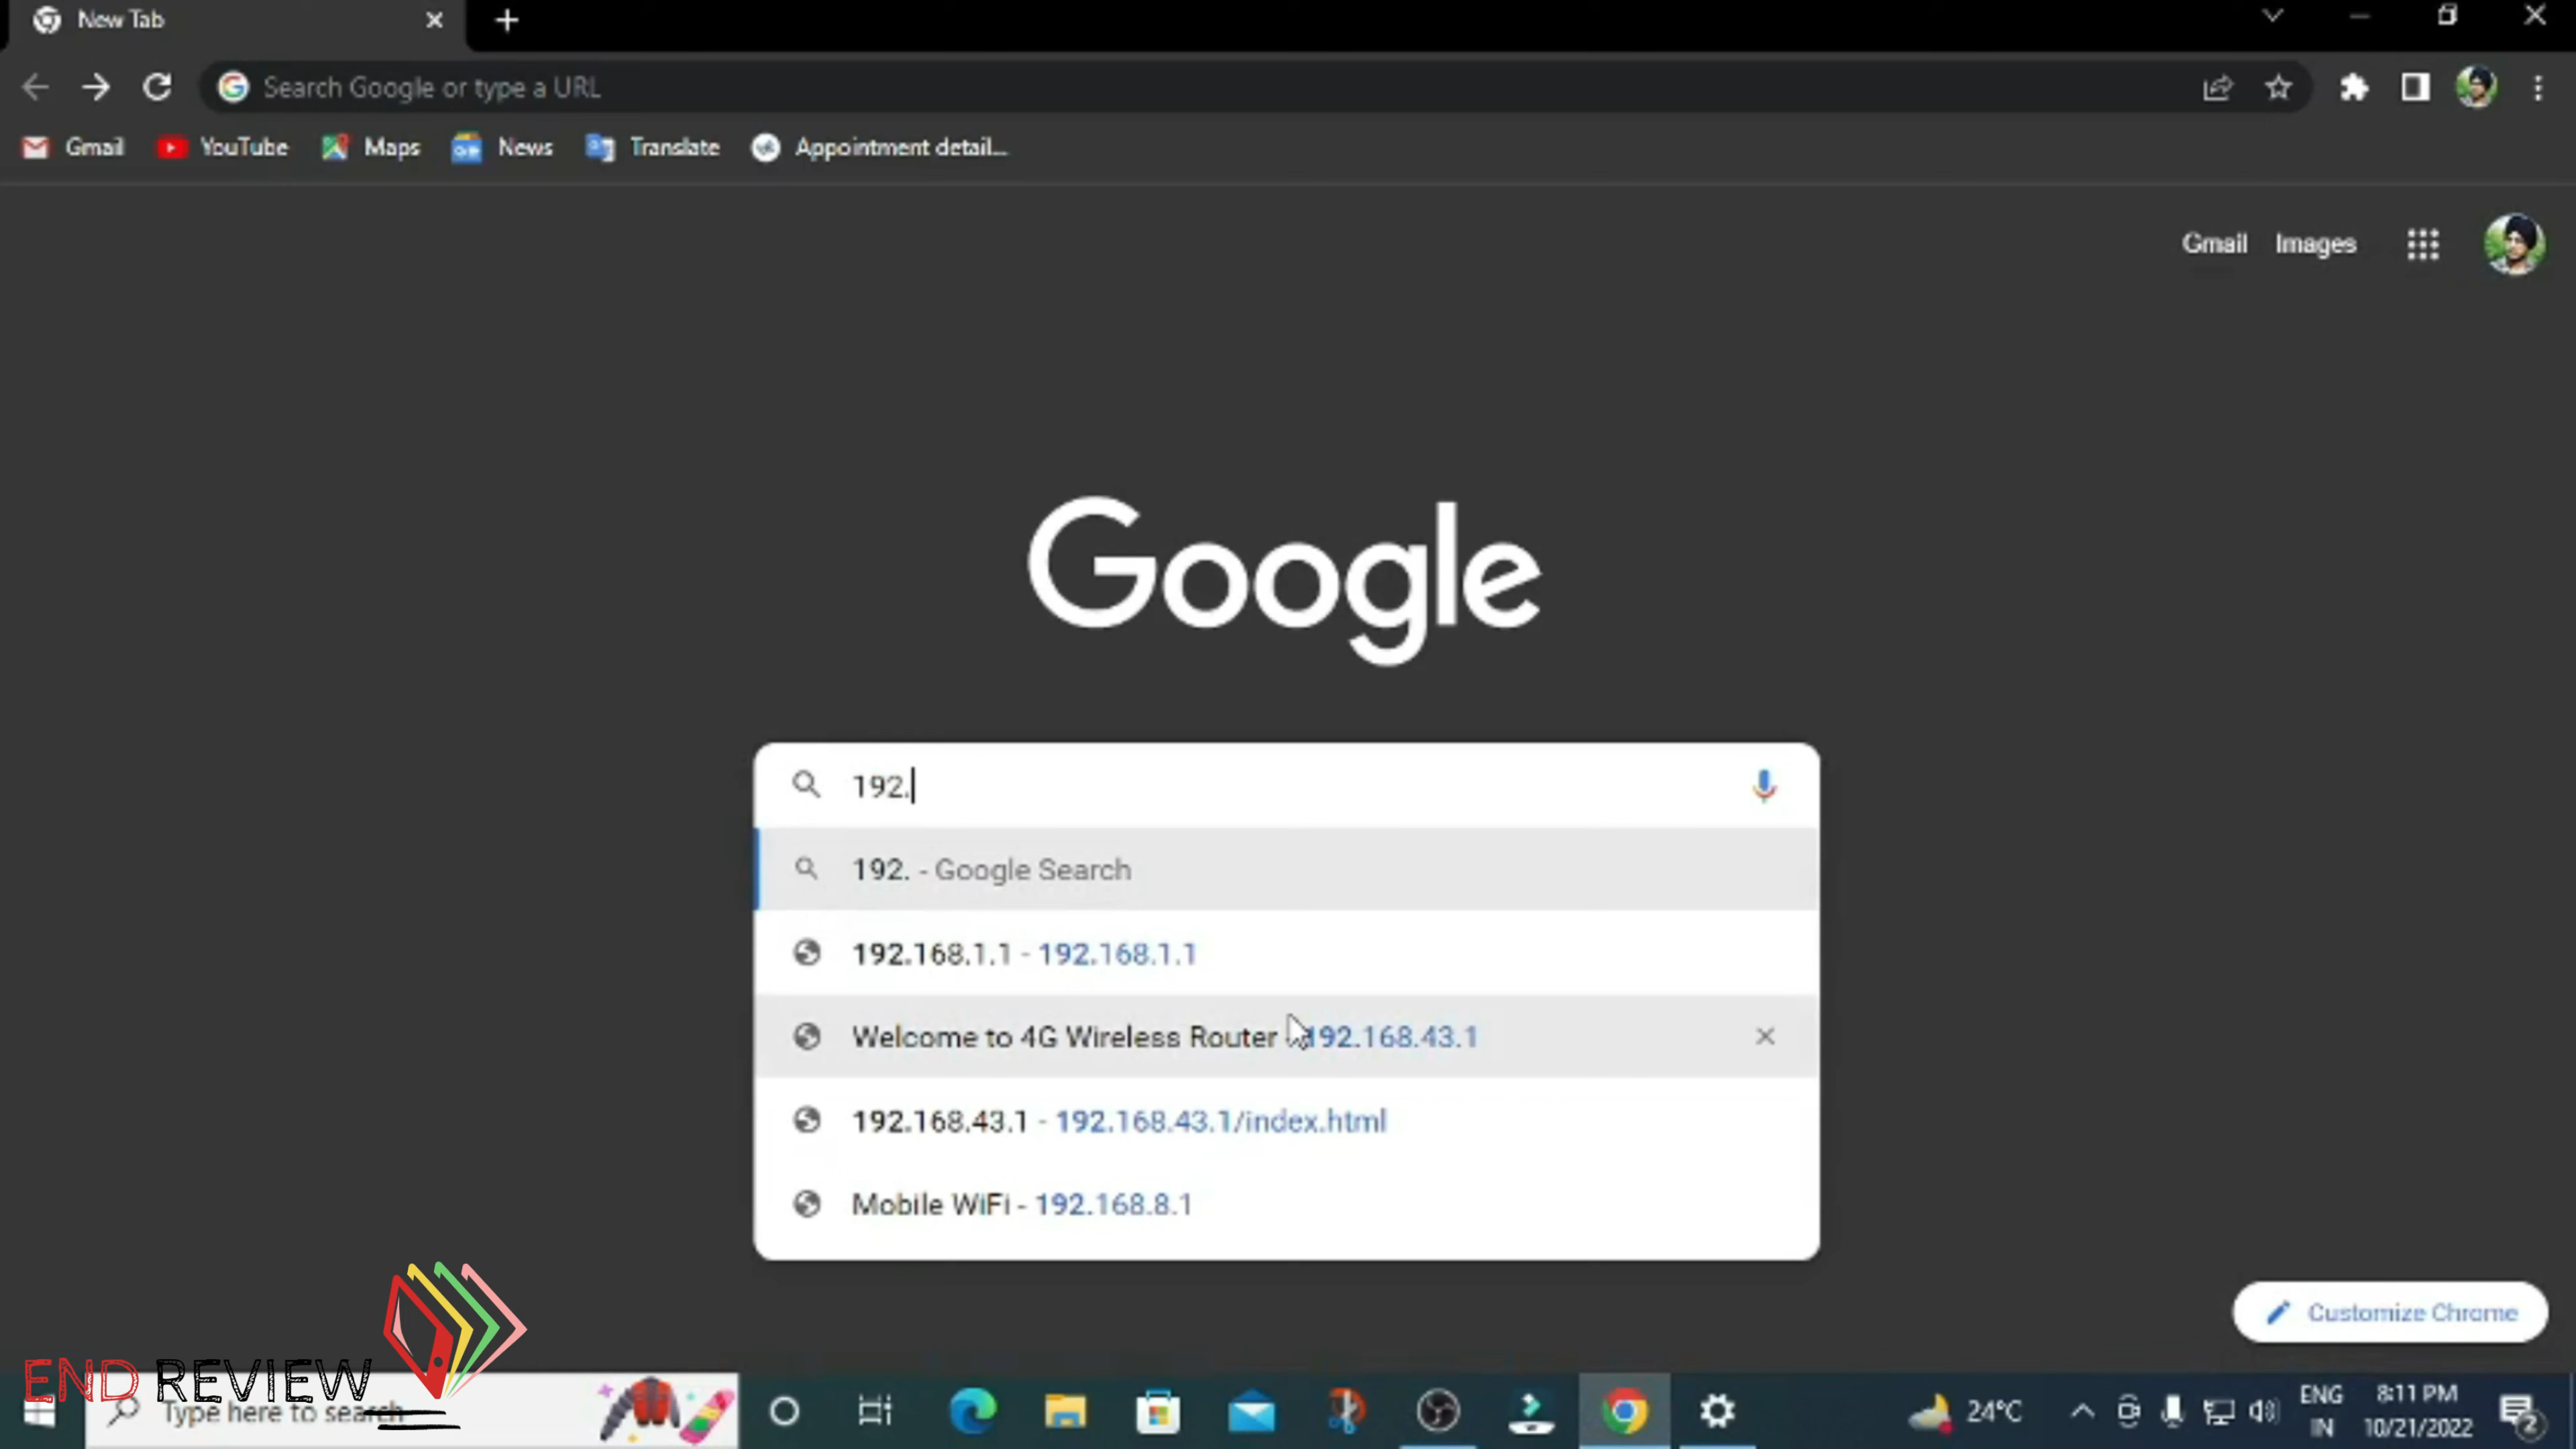 New Tab
Search Google or type a URL
Gmail YouTube Maps News Translate Appointment detail...
Gmail Images
Google
192.
192. - Google Search
192.168.1.1 - 192.168.1.1
Welcome to 4G Wireless Router 192.168.43.1
192.168.43.1 - 192.168.43.1/index.html
Mobile WiFi - 192.168.8.1
Customize Chrome
END REVIEW
Type here to search
24°C
ENG
IN
8:11 PM
10/21/2022
2